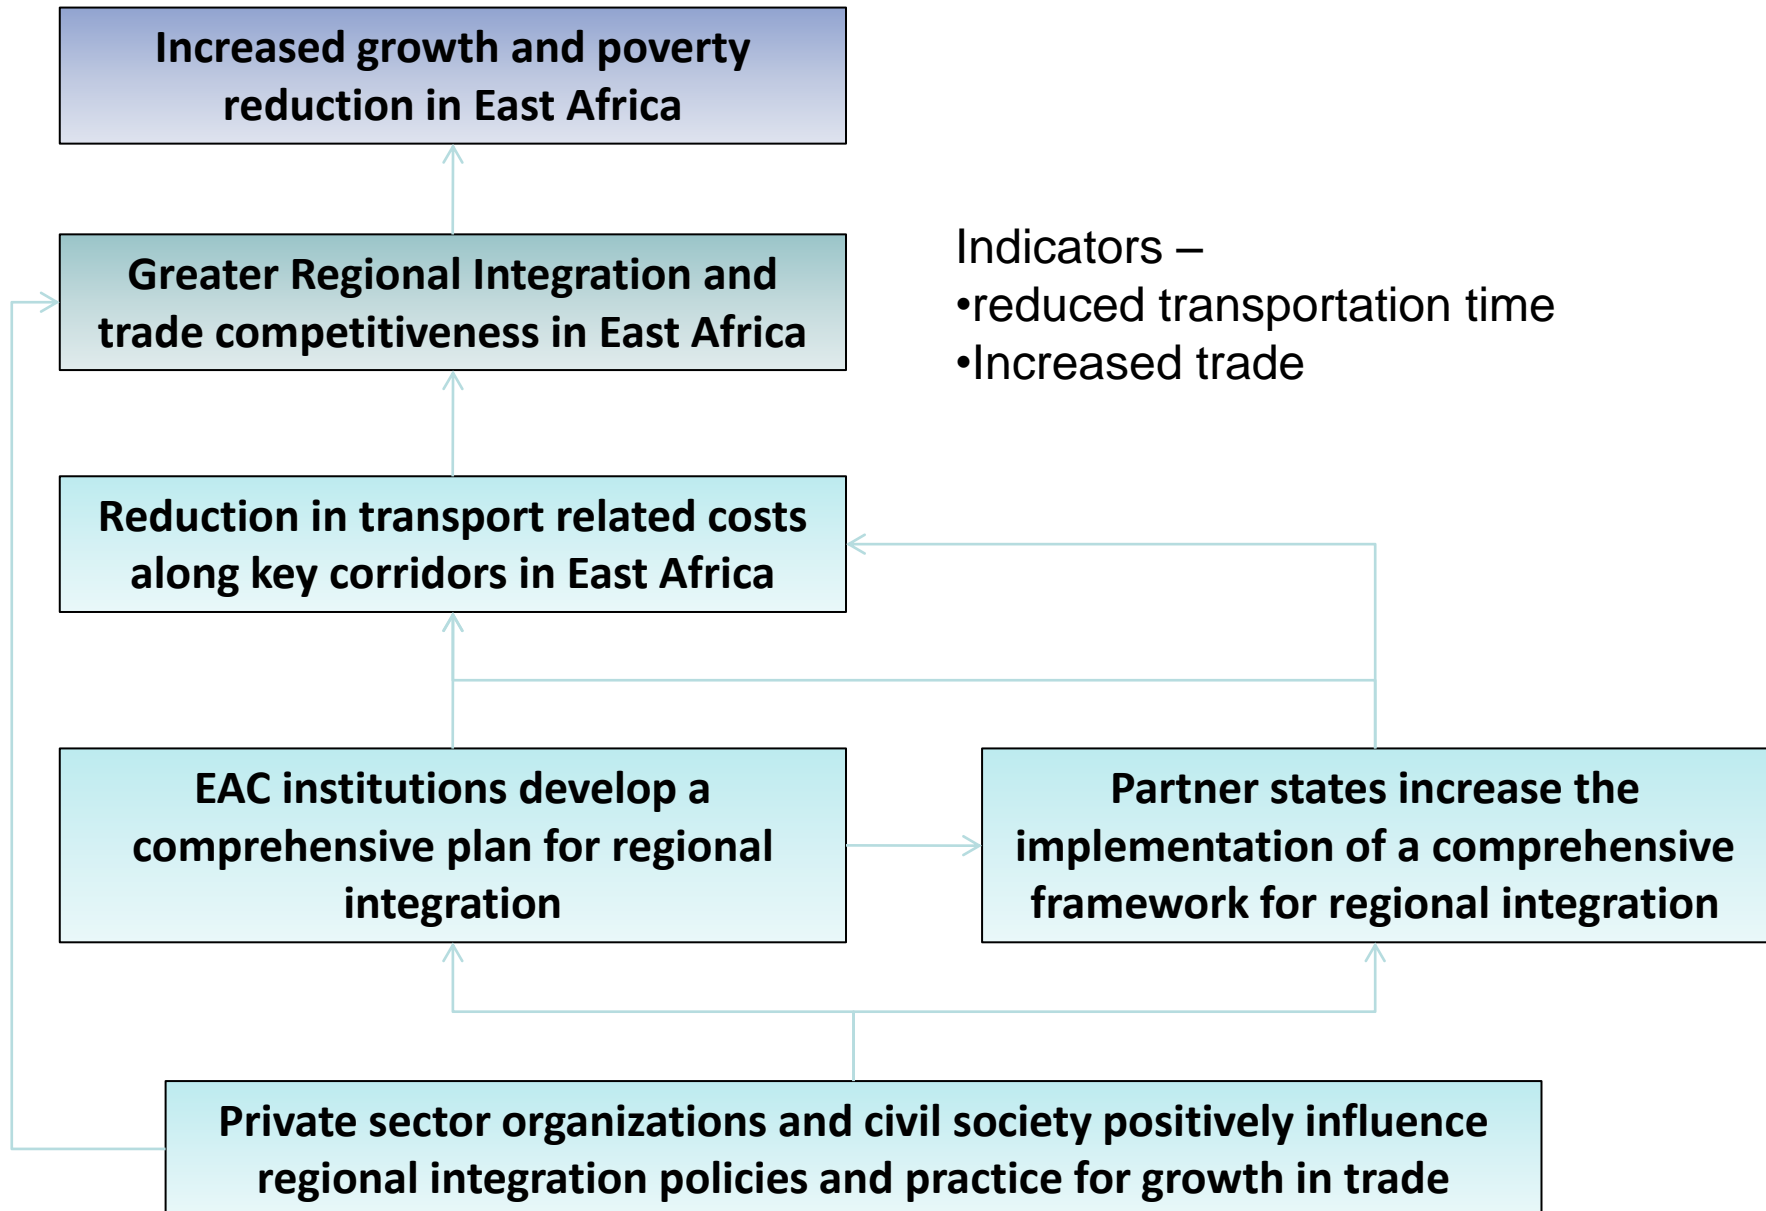 Increased growth and poverty
reduction in East Africa
Greater Regional Integration and
trade competitiveness in East Africa
Indicators –
•reduced transportation time
•Increased trade
Reduction in transport related costs
along key corridors in East Africa
EAC institutions develop a
comprehensive plan for regional
integration
Partner states increase the
implementation of a comprehensive
framework for regional integration
Private sector organizations and civil society positively influence
regional integration policies and practice for growth in trade